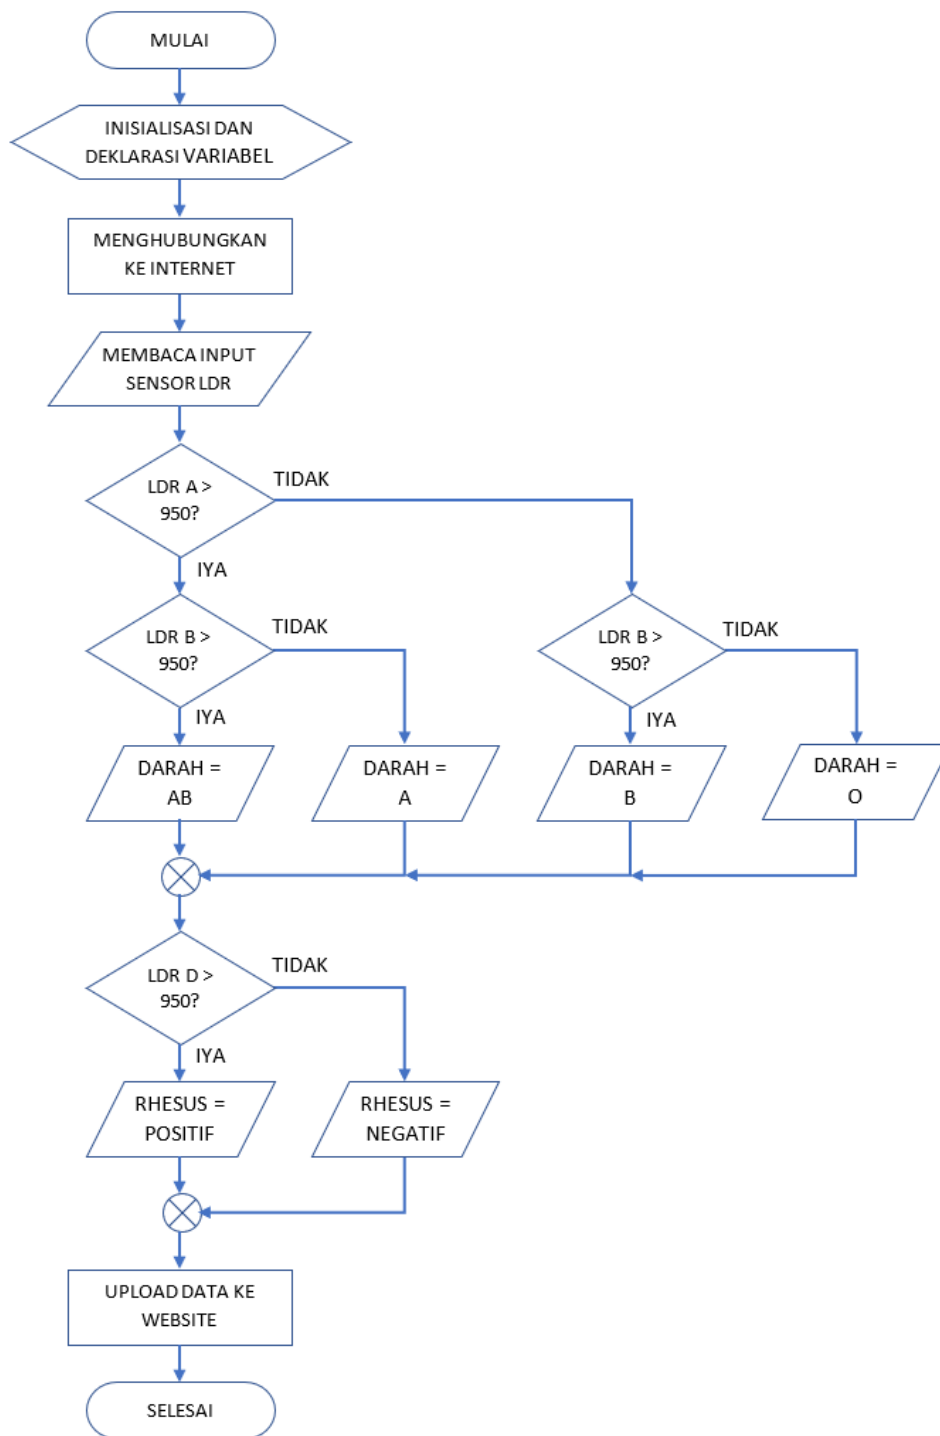 MULAI
INISIALISASI DAN
DEKLARASI VARIABEL
MENGHUBUNGKAN
KE INTERNET
MEMBACA INPUT
SENSOR LDR
LDR A >
950?
TIDAK
IYA
LDR B >
950?
TIDAK
IYA
LDR B >
950?
TIDAK
IYA
DARAH =
AB
DARAH =
A
DARAH =
B
DARAH =
O
LDR D >
950?
TIDAK
IYA
RHESUS =
POSITIF
RHESUS =
NEGATIF
UPLOAD DATA KE
WEBSITE
SELESAI